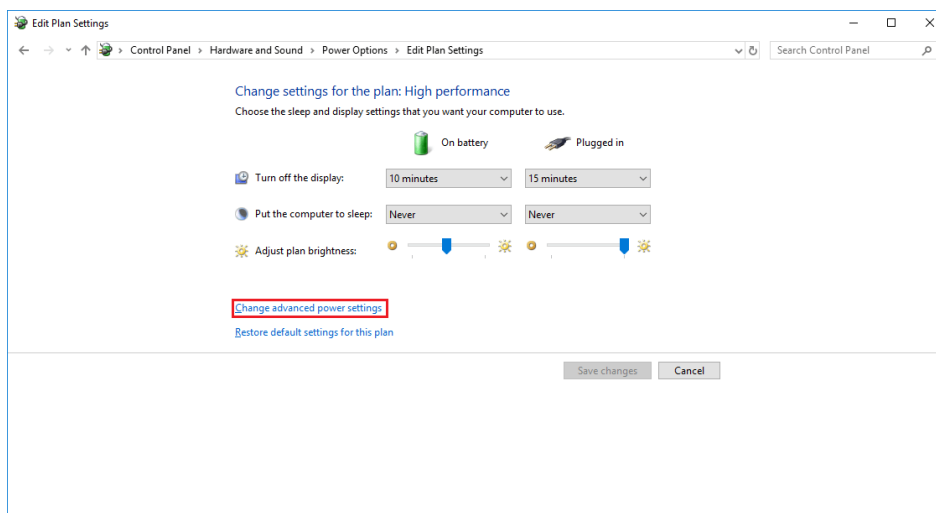 Edit Plan Settings
Control Panel > Hardware and Sound > Power Options > Edit Plan Settings
Search Control Panel
Change settings for the plan: High performance
Choose the sleep and display settings that you want your computer to use.
On battery Plugged in
Turn off the display: 10 minutes 15 minutes
Put the computer to sleep: Never Never
Adjust plan brightness:
Change advanced power settings
Restore default settings for this plan
Save changes Cancel